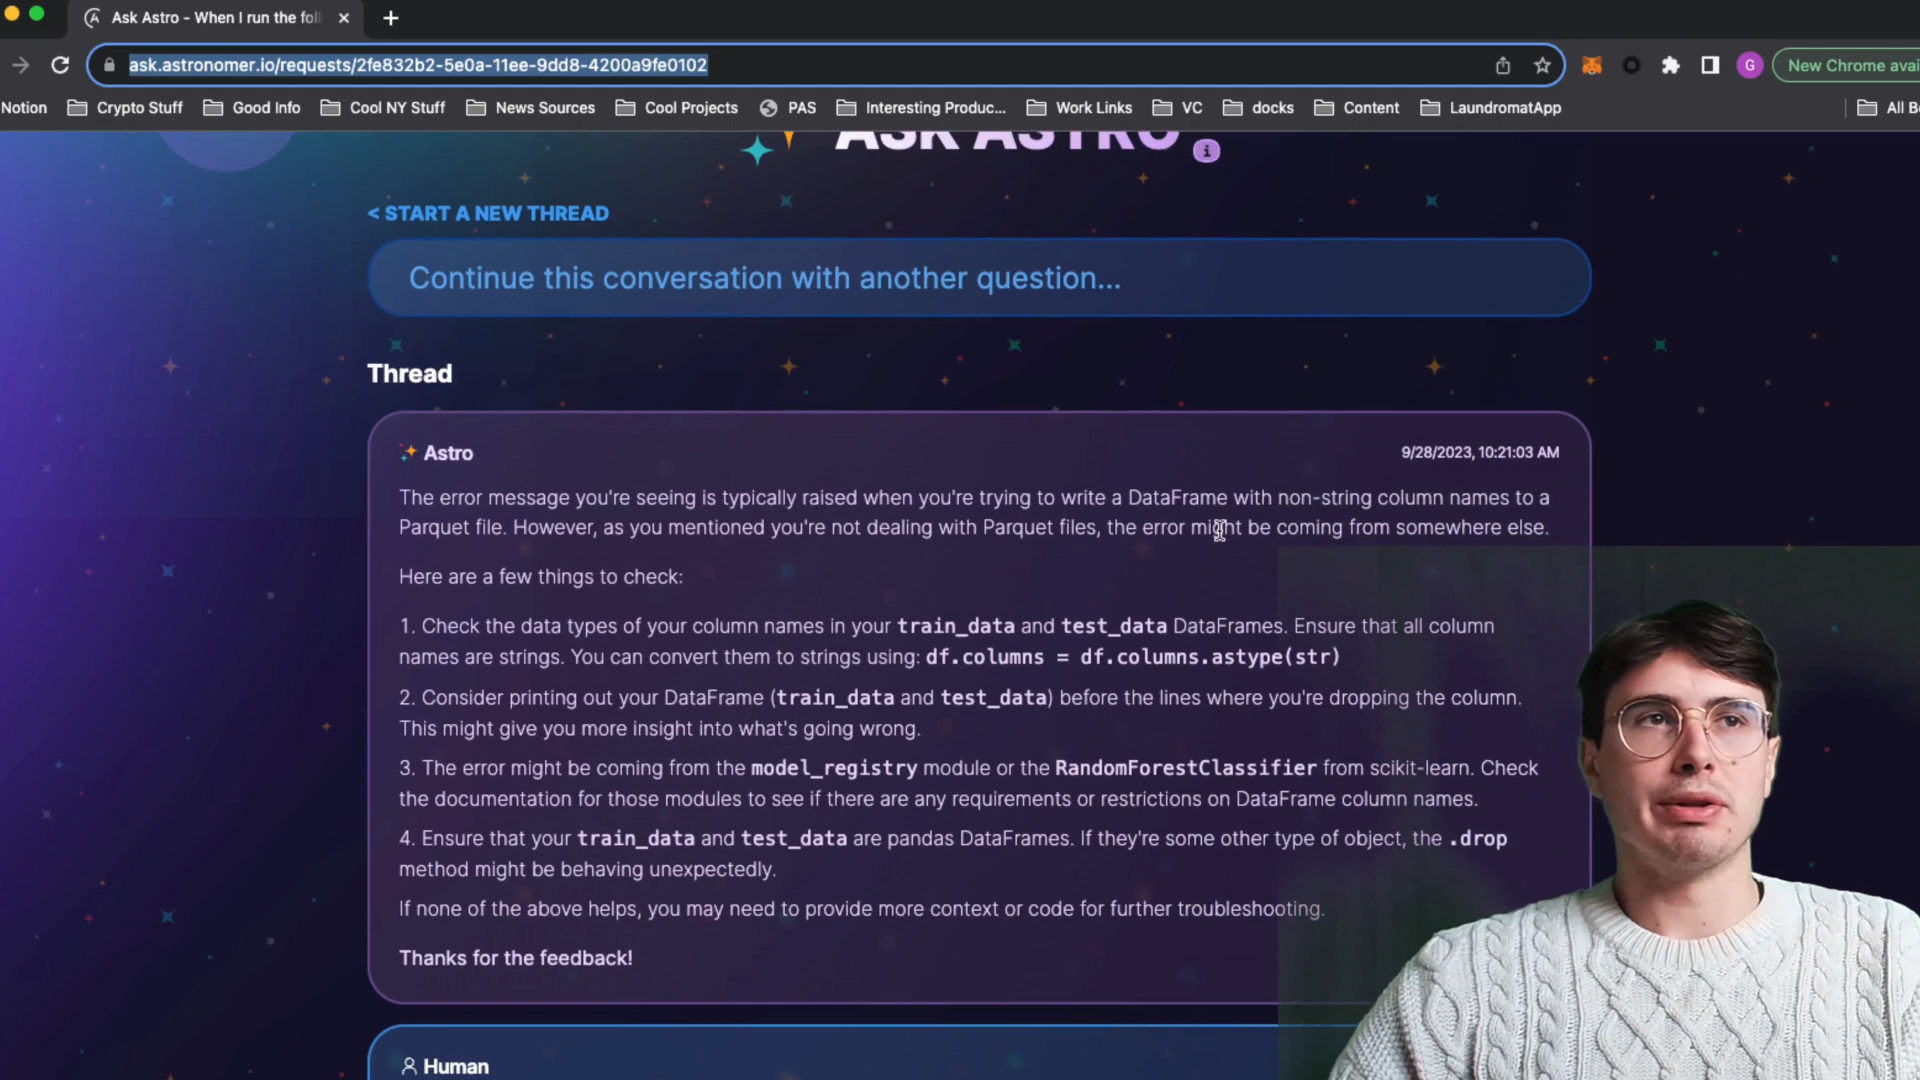 Ask Astro - When I run the fol
ask.astronomer.io/requests/2fe832b2-5e0a-11ee-9dd8-4200a9fe0102
G
New Chrome avai
Notion Crypto Stuff Good Info Cool NY Stuff News Sources Cool Projects PAS Interesting Produc... Work Links VC docks Content LaundromatApp All B
ASK ASTRO i
< START A NEW THREAD
Continue this conversation with another question...
Thread
Astro 9/28/2023, 10:21:03 AM
The error message you're seeing is typically raised when you're trying to write a DataFrame with non-string column names to a
Parquet file. However, as you mentioned you're not dealing with Parquet files, the error might be coming from somewhere else.
Here are a few things to check:
1. Check the data types of your column names in your train_data and test_data DataFrames. Ensure that all column
names are strings. You can convert them to strings using: df.columns = df.columns.astype(str)
2. Consider printing out your DataFrame (train_data and test_data) before the lines where you're dropping the column.
This might give you more insight into what's going wrong.
3. The error might be coming from the model_registry module or the RandomForestClassifier from scikit-learn. Check
the documentation for those modules to see if there are any requirements or restrictions on DataFrame column names.
4. Ensure that your train_data and test_data are pandas DataFrames. If they're some other type of object, the .drop
method might be behaving unexpectedly.
If none of the above helps, you may need to provide more context or code for further troubleshooting.
Thanks for the feedback!
Human